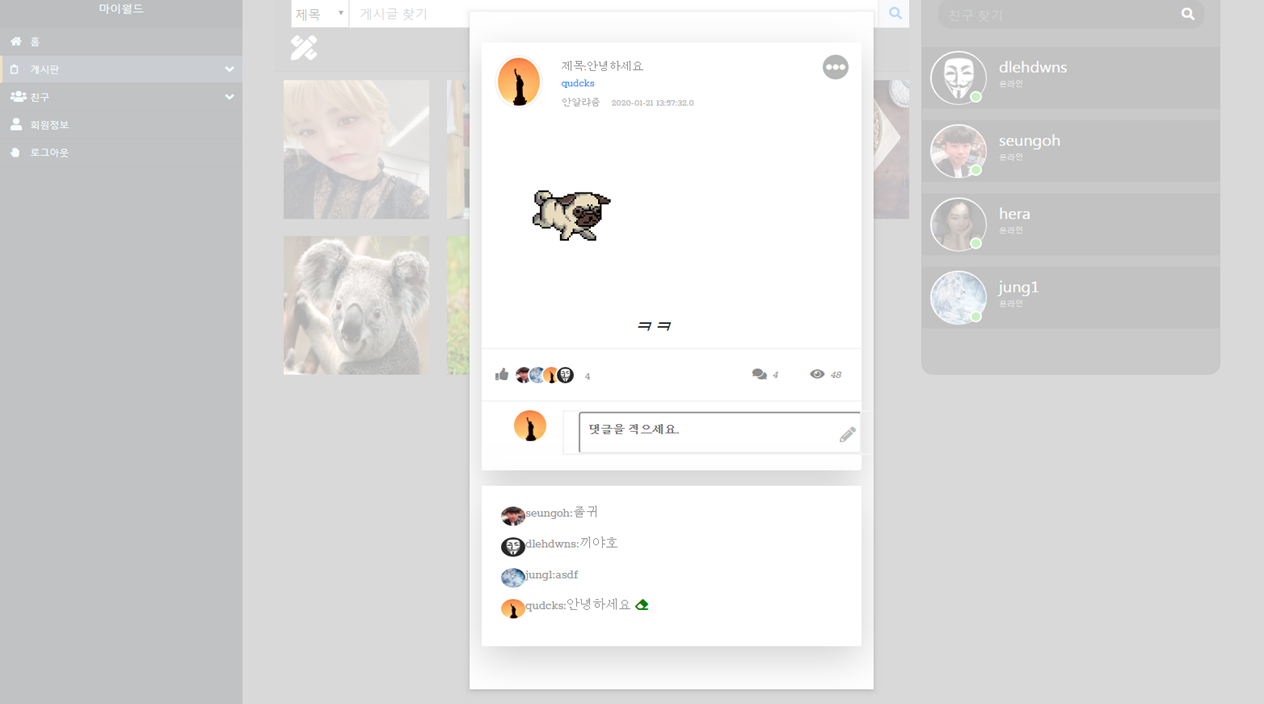 마이월드
홈
게시판
친구
회원정보
로그아웃
제목
게시글 찾기
제목:안녕하세요
qudcks
안알랴줌 2020-01-21 13:57:32.0
ㅋㅋ
4
4
48
댓글을 적으세요.
seungoh:졸귀
dlehdwns:끼야호
jung1:asdf
qudcks:안녕하세요
친구 찾기
dlehdwns
온라인
seungoh
온라인
hera
온라인
jung1
온라인